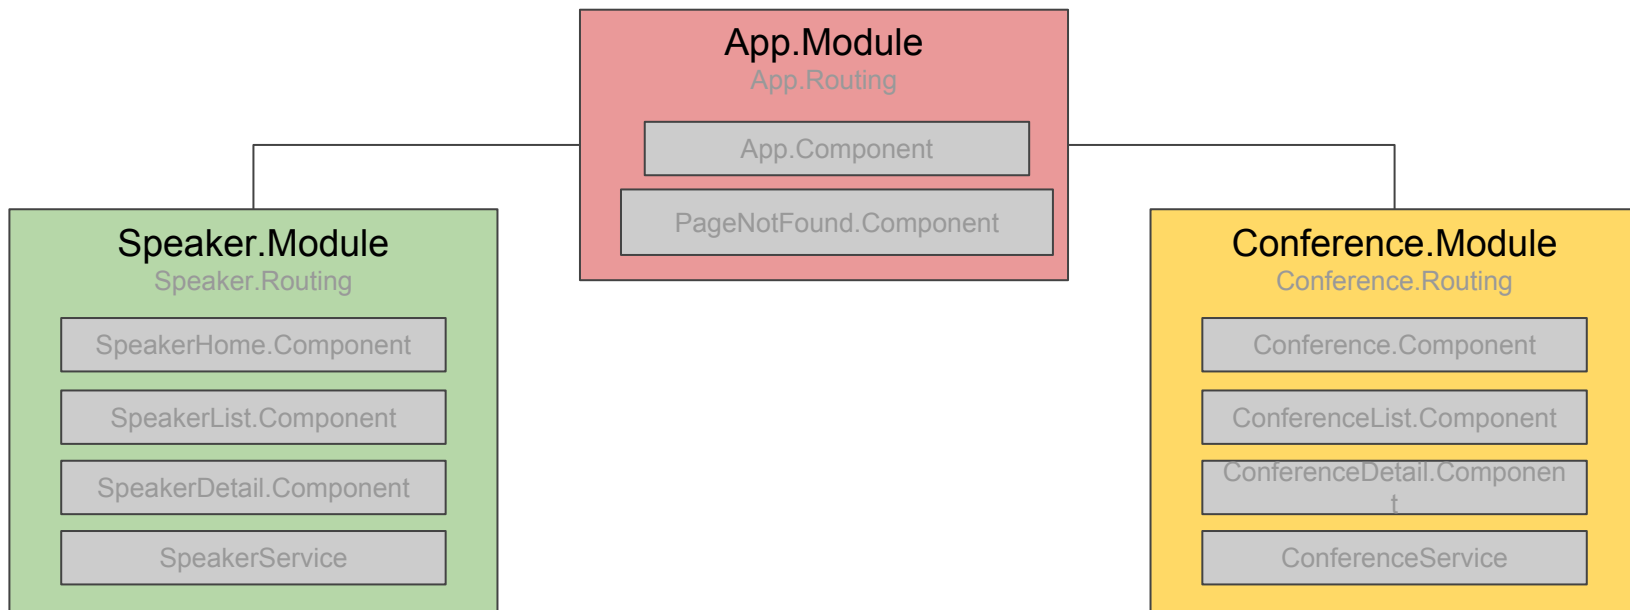 App.Module
App.Routing
App.Component
PageNotFound.Component
Speaker.Module
Speaker.Routing
SpeakerHome.Component
SpeakerList.Component
SpeakerDetail.Component
SpeakerService
Conference.Module
Conference.Routing
Conference.Component
ConferenceList.Component
ConferenceDetail.Componen
t
ConferenceService